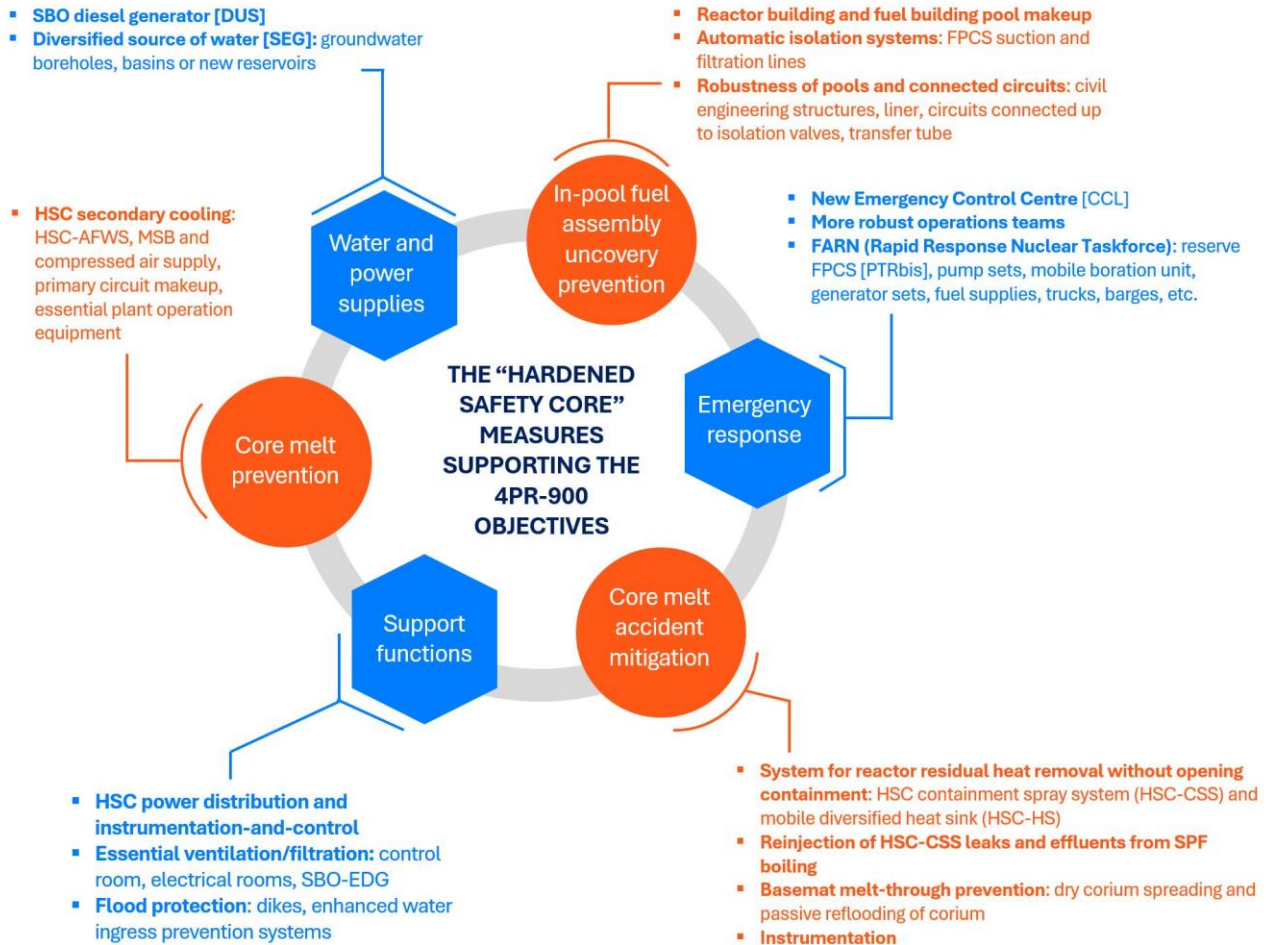 ▪ SBO diesel generator [DUS]
▪ Diversified source of water [SEG]: groundwater
boreholes, basins or new reservoirs
▪ Reactor building and fuel building pool makeup
▪ Automatic isolation systems: FPCS suction and
filtration lines
▪ Robustness of pools and connected circuits: civil
engineering structures, liner, circuits connected up
to isolation valves, transfer tube
▪ HSC secondary cooling:
HSC-AFWS, MSB and
compressed air supply,
primary circuit makeup,
essential plant operation
equipment
Water and
power
supplies
In-pool fuel
assembly
uncovery
prevention
▪ New Emergency Control Centre [CCL]
▪ More robust operations teams
▪ FARN (Rapid Response Nuclear Taskforce): reserve
FPCS [PTRbis], pump sets, mobile boration unit,
generator sets, fuel supplies, trucks, barges, etc.
Core melt
prevention
THE “HARDENED
SAFETY CORE”
MEASURES
SUPPORTING THE
4PR-900
OBJECTIVES
Emergency
response
Support
functions
Core melt
accident
mitigation
▪ HSC power distribution and
instrumentation-and-control
▪ Essential ventilation/filtration: control
room, electrical rooms, SBO-EDG
▪ Flood protection: dikes, enhanced water
ingress prevention systems
▪ System for reactor residual heat removal without opening
containment: HSC containment spray system (HSC-CSS) and
mobile diversified heat sink (HSC-HS)
▪ Reinjection of HSC-CSS leaks and effluents from SPF
boiling
▪ Basemat melt-through prevention: dry corium spreading and
passive reflooding of corium
▪ Instrumentation